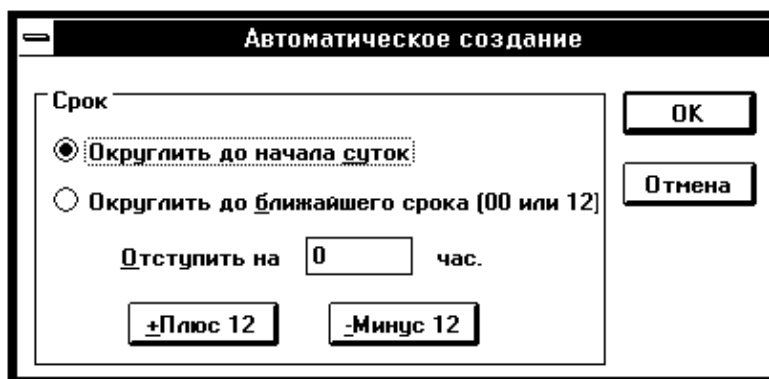 Автоматическое создание
Срок
OK
Округлить до начала суток
Округлить до ближайшего срока (00 или 12)
Отмена
Отступить на 0 час.
+Плюс 12 -Минус 12